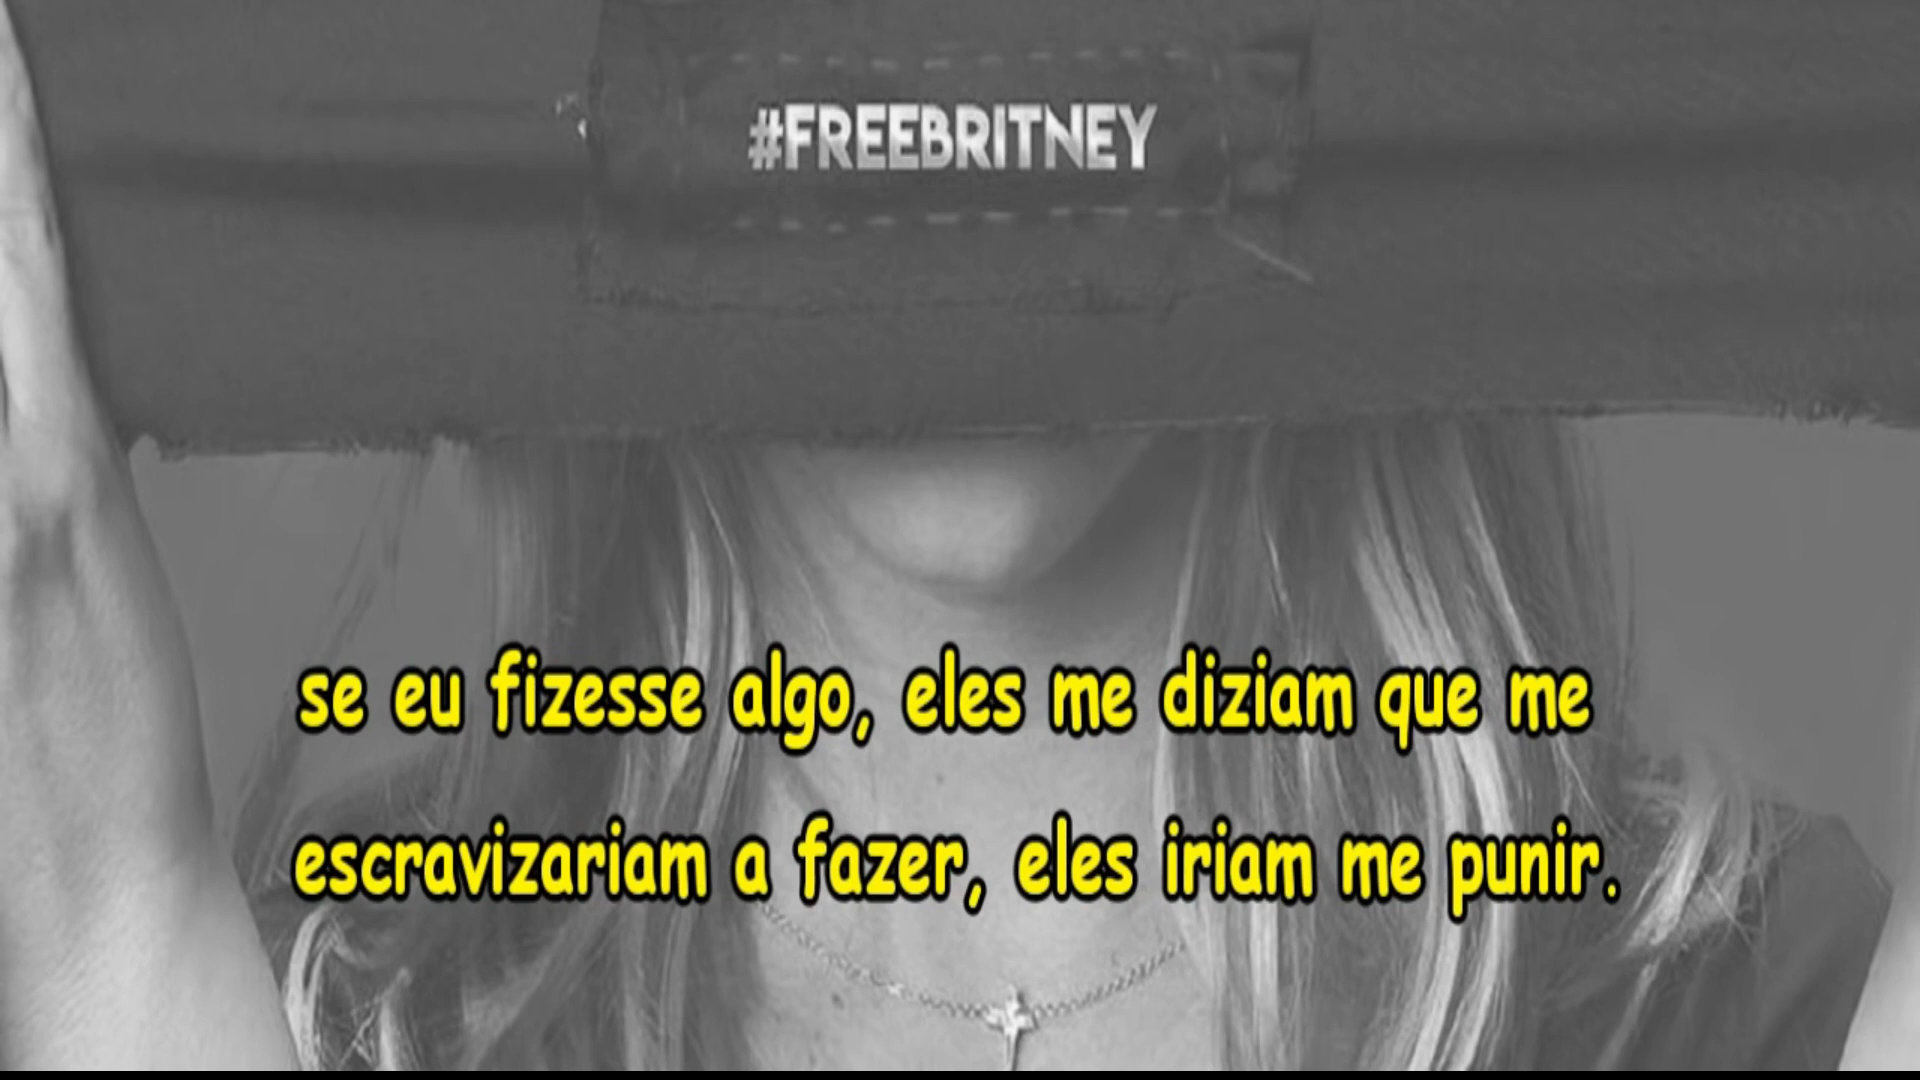 #FREEBRITNEY
se eu fizesse algo, eles me diziam que me
escravizariam a fazer, eles iriam me punir.